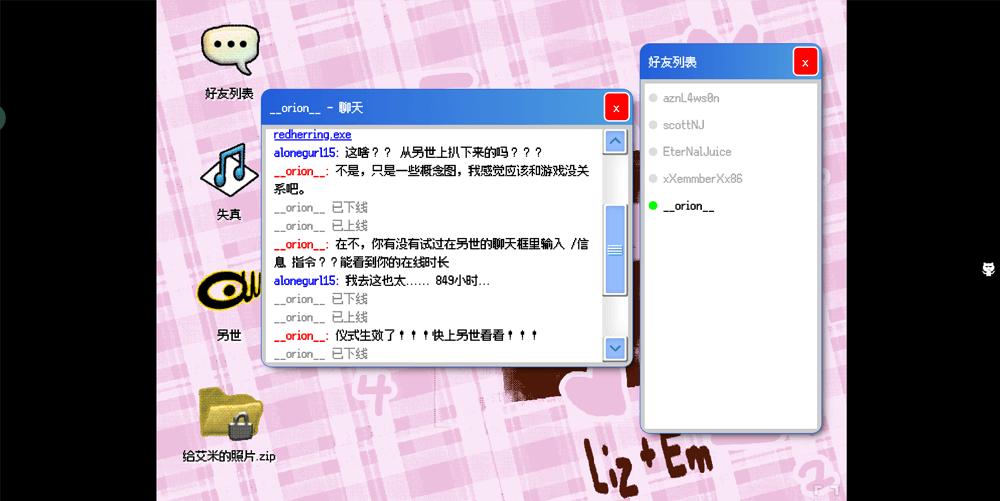 好友列表
失真
另世
给艾米的照片.zip
__orion__ - 聊天
x
redherring.exe
alonegurl15: 这啥？？ 从另世上扒下来的吗？？？
__orion__: 不是，只是一些概念图，我感觉应该和游戏没关
系吧。
__orion__ 已下线
__orion__ 已上线
__orion__: 在不，你有没有试过在另世的聊天框里输入 /信
息 指令？？能看到你的在线时长
alonegurl15: 我去这也太…… 849小时…
__orion__ 已下线
__orion__ 已上线
__orion__: 仪式生效了！！！快上另世看看！！！
__orion__ 已下线
好友列表
x
aznL4ws0n
scottNJ
EterNalJuice
xXemmberXx86
__orion__
4
Liz+Em